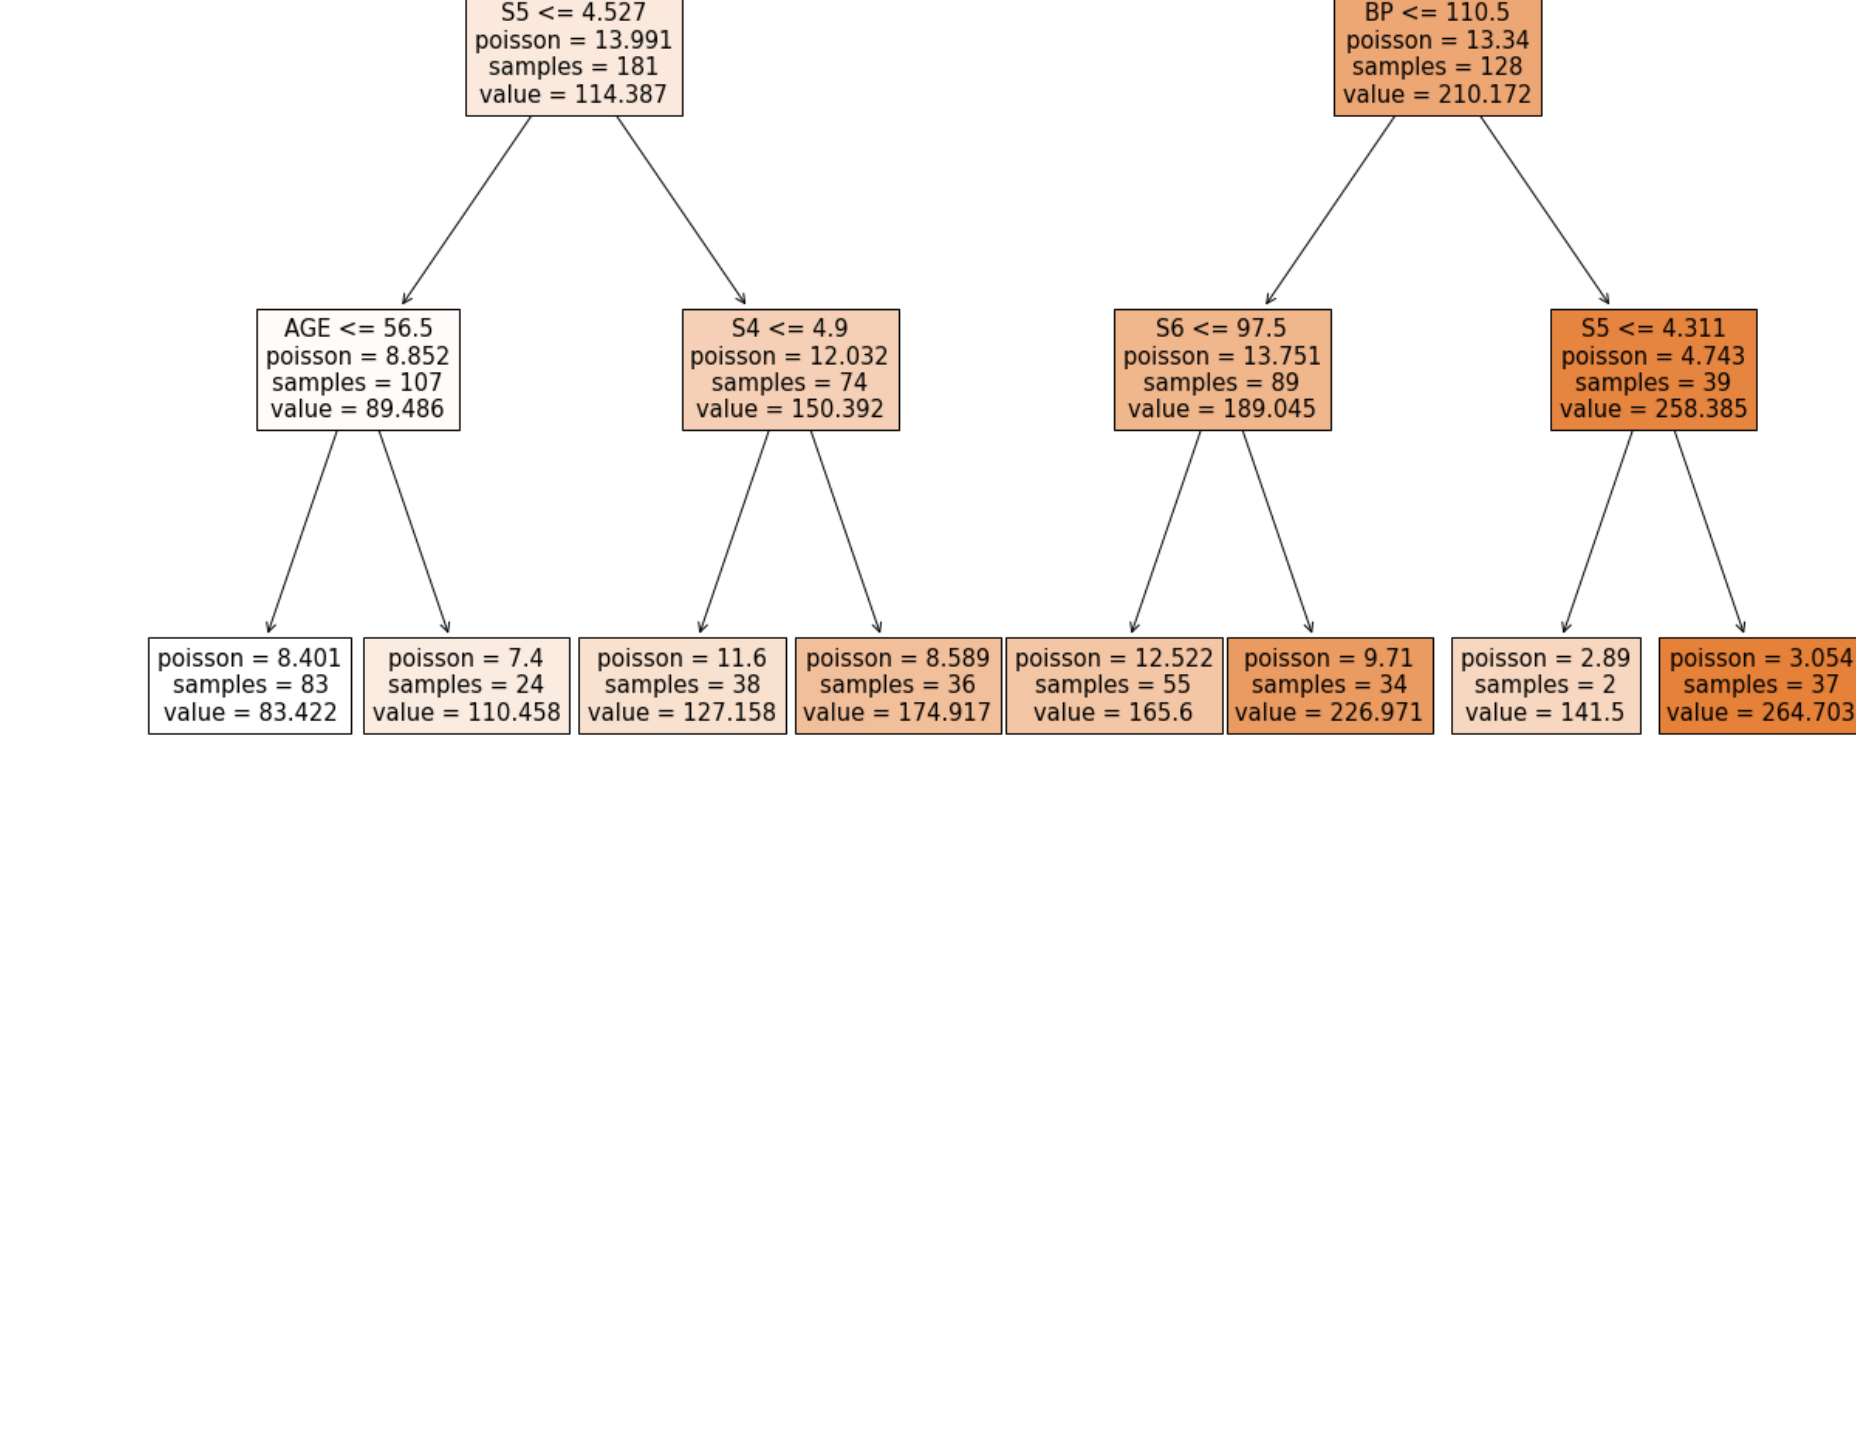 S5 <= 4.527
poisson = 13.991
samples = 181
value = 114.387
BP <= 110.5
poisson = 13.34
samples = 128
value = 210.172
AGE <= 56.5
poisson = 8.852
samples = 107
value = 89.486
S4 <= 4.9
poisson = 12.032
samples = 74
value = 150.392
S6 <= 97.5
poisson = 13.751
samples = 89
value = 189.045
S5 <= 4.311
poisson = 4.743
samples = 39
value = 258.385
poisson = 8.401
samples = 83
value = 83.422
poisson = 7.4
samples = 24
value = 110.458
poisson = 11.6
samples = 38
value = 127.158
poisson = 8.589
samples = 36
value = 174.917
poisson = 12.522
samples = 55
value = 165.6
poisson = 9.71
samples = 34
value = 226.971
poisson = 2.89
samples = 2
value = 141.5
poisson = 3.054
samples = 37
value = 264.703